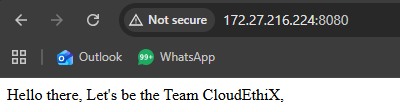 Not secure 172.27.216.224:8080
Outlook 99+ WhatsApp
Hello there, Let's be the Team CloudEthiX,